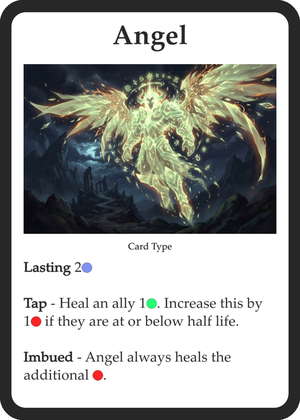 Angel
Card Type
Lasting 2
Tap - Heal an ally 1. Increase this by
1 if they are at or below half life.
Imbued - Angel always heals the
additional .